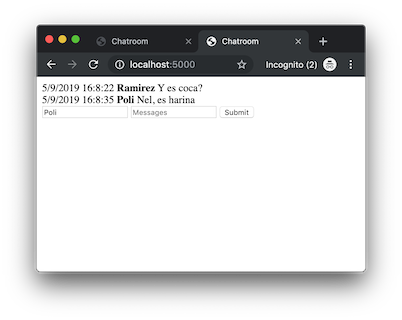 Chatroom
Chatroom
localhost:5000
Incognito (2)
5/9/2019 16:8:22 Ramirez Y es coca?
5/9/2019 16:8:35 Poli Nel, es harina
Poli
Messages
Submit